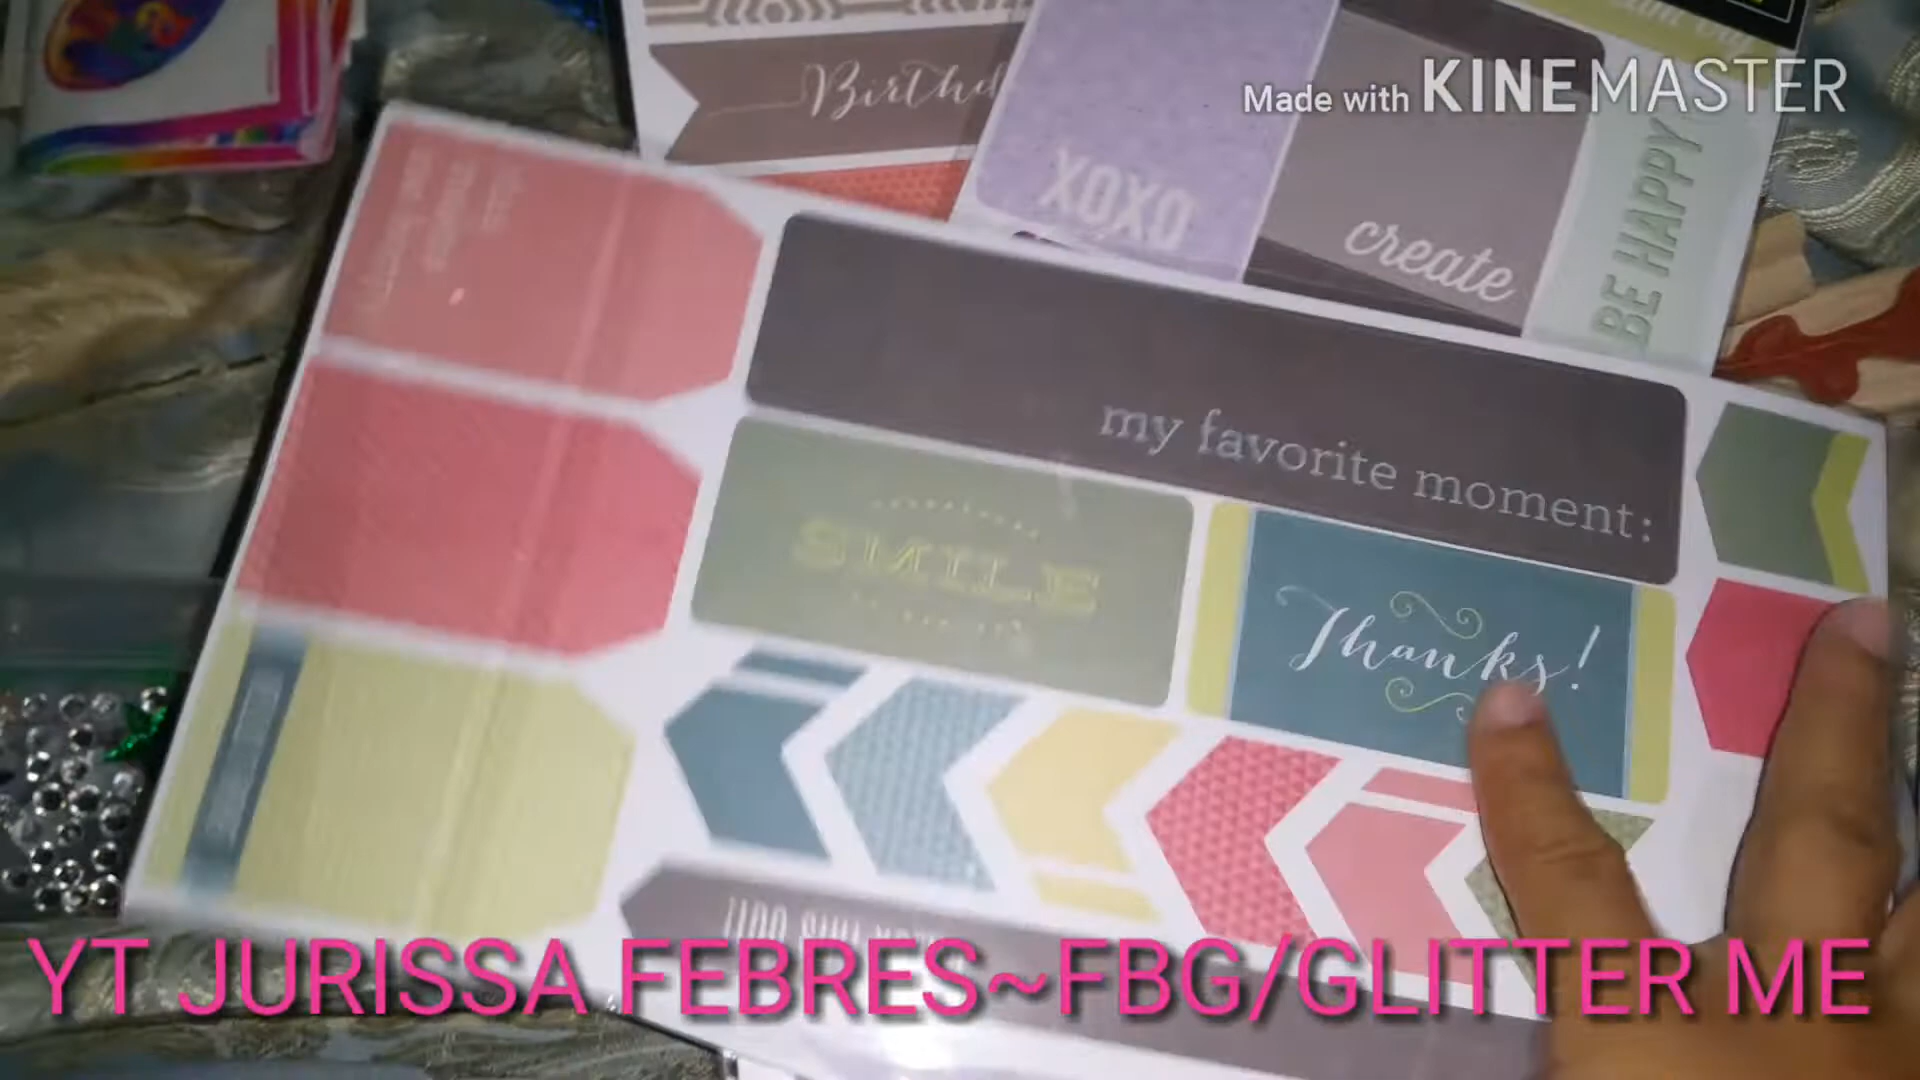 Birthd
Made with KINEMASTER
XOXO
create
BE HAPPY
my favorite moment:
SMILE
Thanks!
YT JURISSA FEBRES~FBG/GLITTER ME